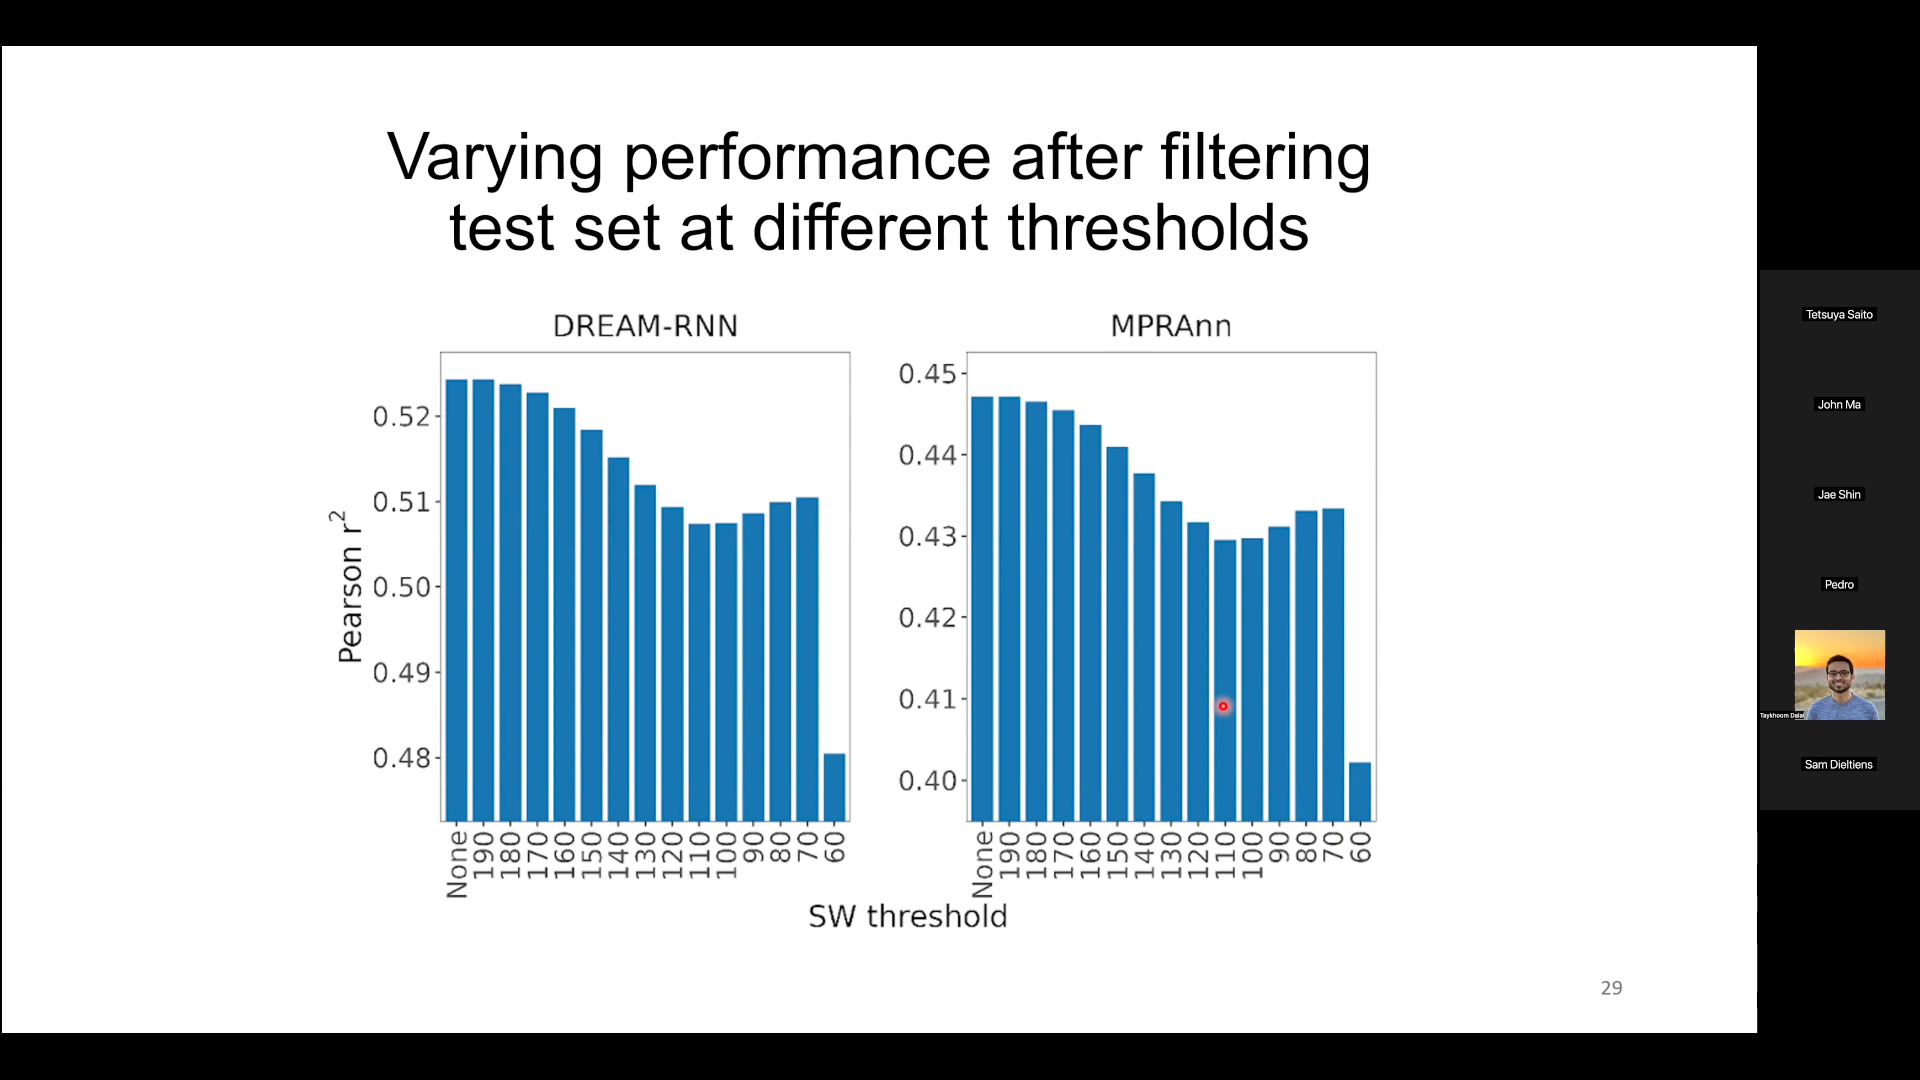 Varying performance after filtering
test set at different thresholds
DREAM-RNN
Pearson r²
0.52
0.51
0.50
0.49
0.48
None 190 180 170 160 150 140 130 120 110 100 90 80 70 60
MPRAnn
0.45
0.44
0.43
0.42
0.41
0.40
None 190 180 170 160 150 140 130 120 110 100 90 80 70 60
SW threshold
29
Tetsuya Saito
John Ma
Jae Shin
Pedro
Taykhoom Dalal
Sam Dieltiens